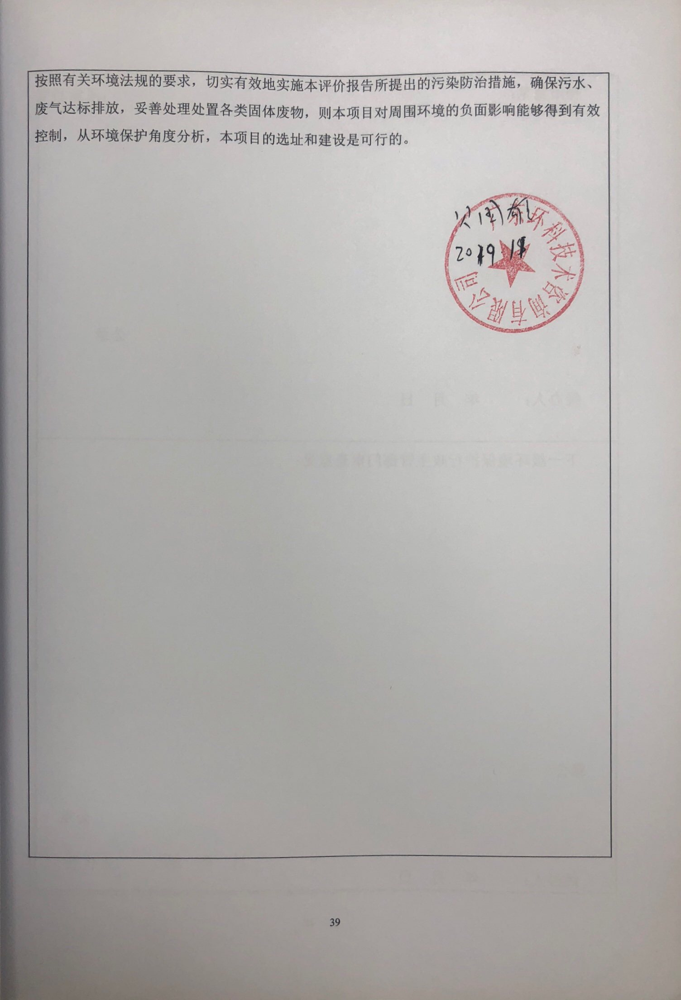 按照有关环境法规的要求，切实有效地实施本评价报告所提出的污染防治措施，确保污水、
废气达标排放，妥善处理处置各类固体废物，则本项目对周围环境的负面影响能够得到有效
控制，从环境保护角度分析，本项目的选址和建设是可行的。
环科技术咨询有限公司
39